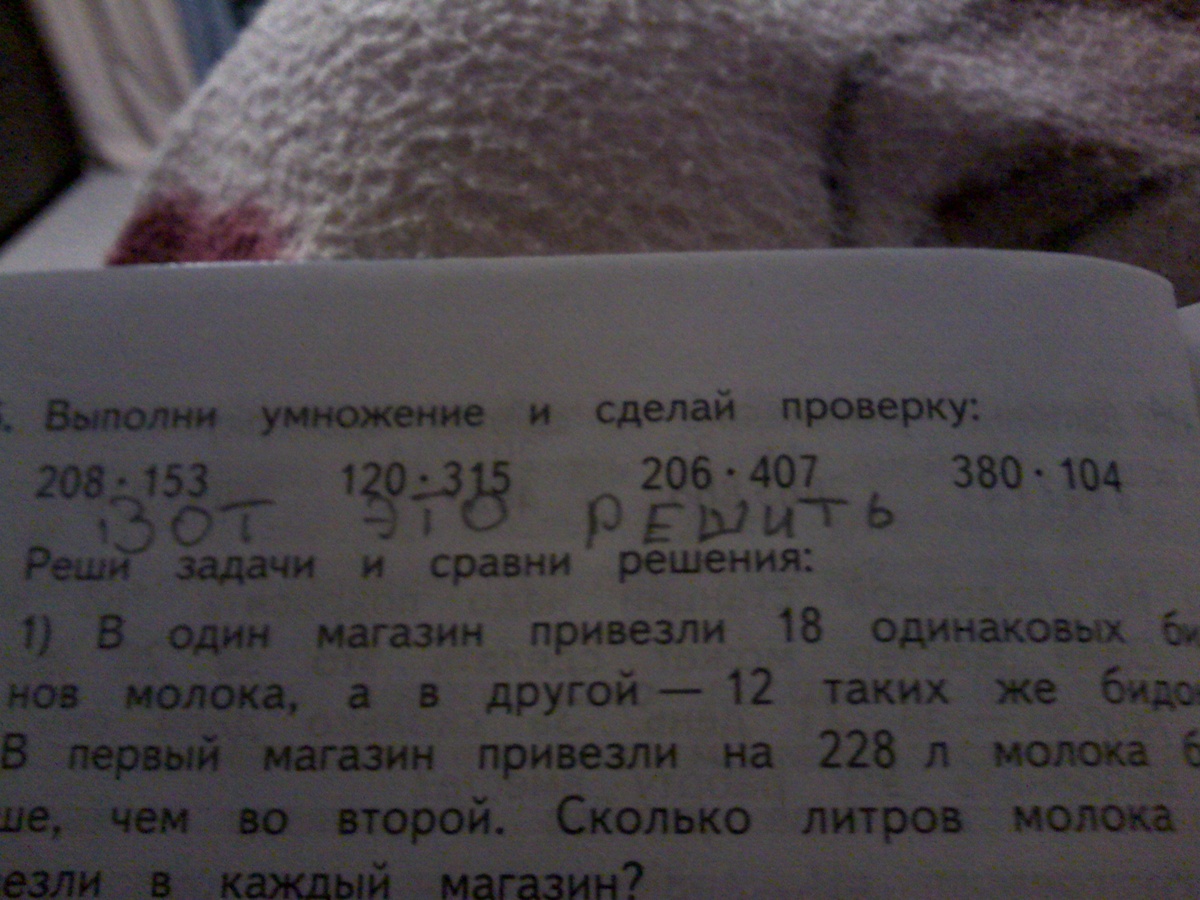 . Выполни умножение и сделай проверку:
208 · 153 120 · 315 206 · 407 380 · 104
ВОТ ЭТО РЕШИТЬ
Реши задачи и сравни решения:
1) В один магазин привезли 18 одинаковых би
нов молока, а в другой — 12 таких же бидо
В первый магазин привезли на 228 л молока б
ше, чем во второй. Сколько литров молока
езли в каждый магазин?